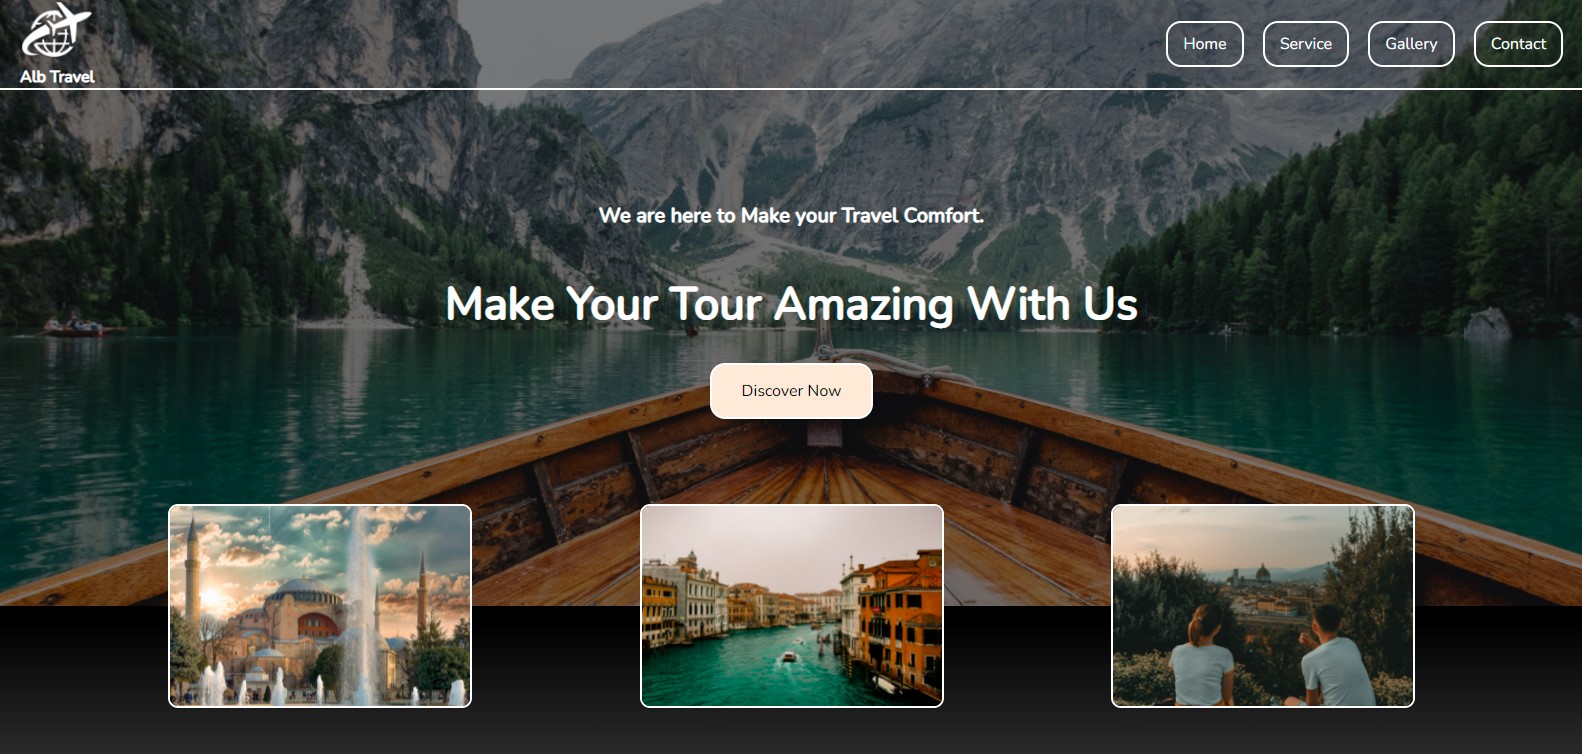 Alb Travel
Home
Service
Gallery
Contact
We are here to Make your Travel Comfort.
Make Your Tour Amazing With Us
Discover Now